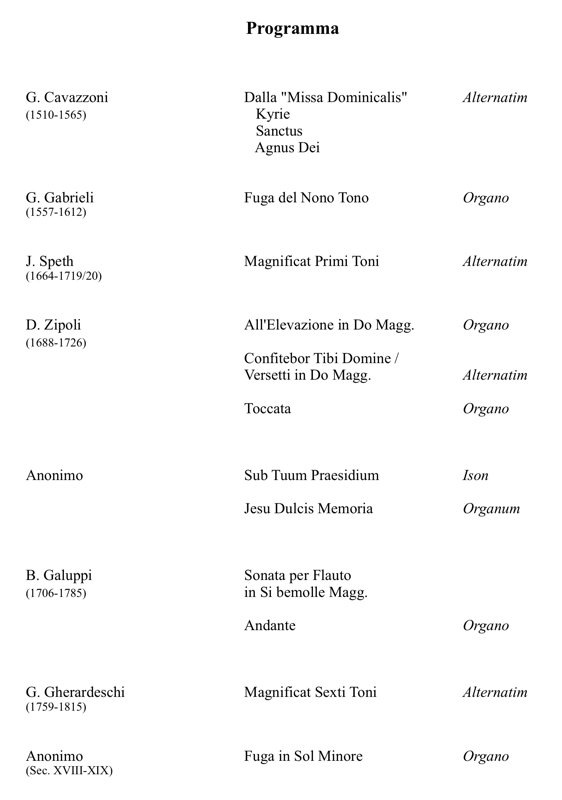 Programma
G. Cavazzoni Dalla "Missa Dominicalis" Alternatim
(1510-1565) Kyrie
Sanctus
Agnus Dei
G. Gabrieli Fuga del Nono Tono Organo
(1557-1612)
J. Speth Magnificat Primi Toni Alternatim
(1664-1719/20)
D. Zipoli All'Elevazione in Do Magg. Organo
(1688-1726)
Confitebor Tibi Domine /
Versetti in Do Magg. Alternatim
Toccata Organo
Anonimo Sub Tuum Praesidium Ison
Jesu Dulcis Memoria Organum
B. Galuppi Sonata per Flauto
(1706-1785) in Si bemolle Magg.
Andante Organo
G. Gherardeschi Magnificat Sexti Toni Alternatim
(1759-1815)
Anonimo Fuga in Sol Minore Organo
(Sec. XVIII-XIX)